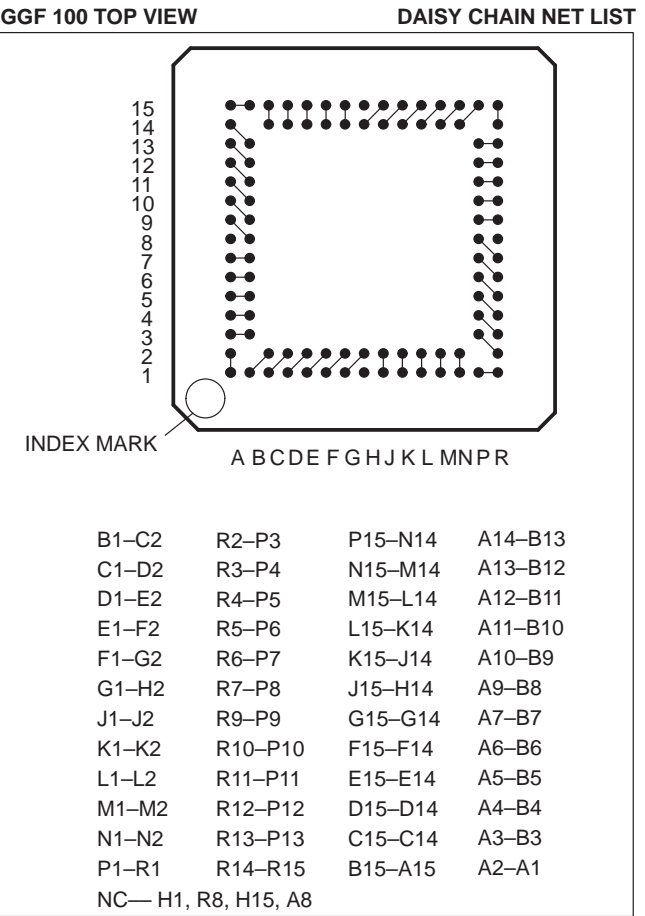 GGF 100 TOP VIEW DAISY CHAIN NET LIST
15
14
13
12
11
10
9
8
7
6
5
4
3
2
1
INDEX MARK
A B C D E F G H J K L M N P R
B1–C2 R2–P3 P15–N14 A14–B13
C1–D2 R3–P4 N15–M14 A13–B12
D1–E2 R4–P5 M15–L14 A12–B11
E1–F2 R5–P6 L15–K14 A11–B10
F1–G2 R6–P7 K15–J14 A10–B9
G1–H2 R7–P8 J15–H14 A9–B8
J1–J2 R9–P9 G15–G14 A7–B7
K1–K2 R10–P10 F15–F14 A6–B6
L1–L2 R11–P11 E15–E14 A5–B5
M1–M2 R12–P12 D15–D14 A4–B4
N1–N2 R13–P13 C15–C14 A3–B3
P1–R1 R14–R15 B15–A15 A2–A1
NC— H1, R8, H15, A8